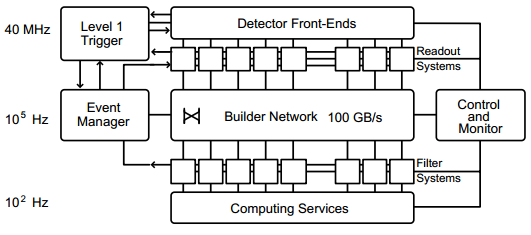 40 MHz
Level 1
Trigger
Detector Front-Ends
Readout
Systems
10⁵ Hz
Event
Manager
Builder Network 100 GB/s
Control
and
Monitor
Filter
Systems
10² Hz
Computing Services